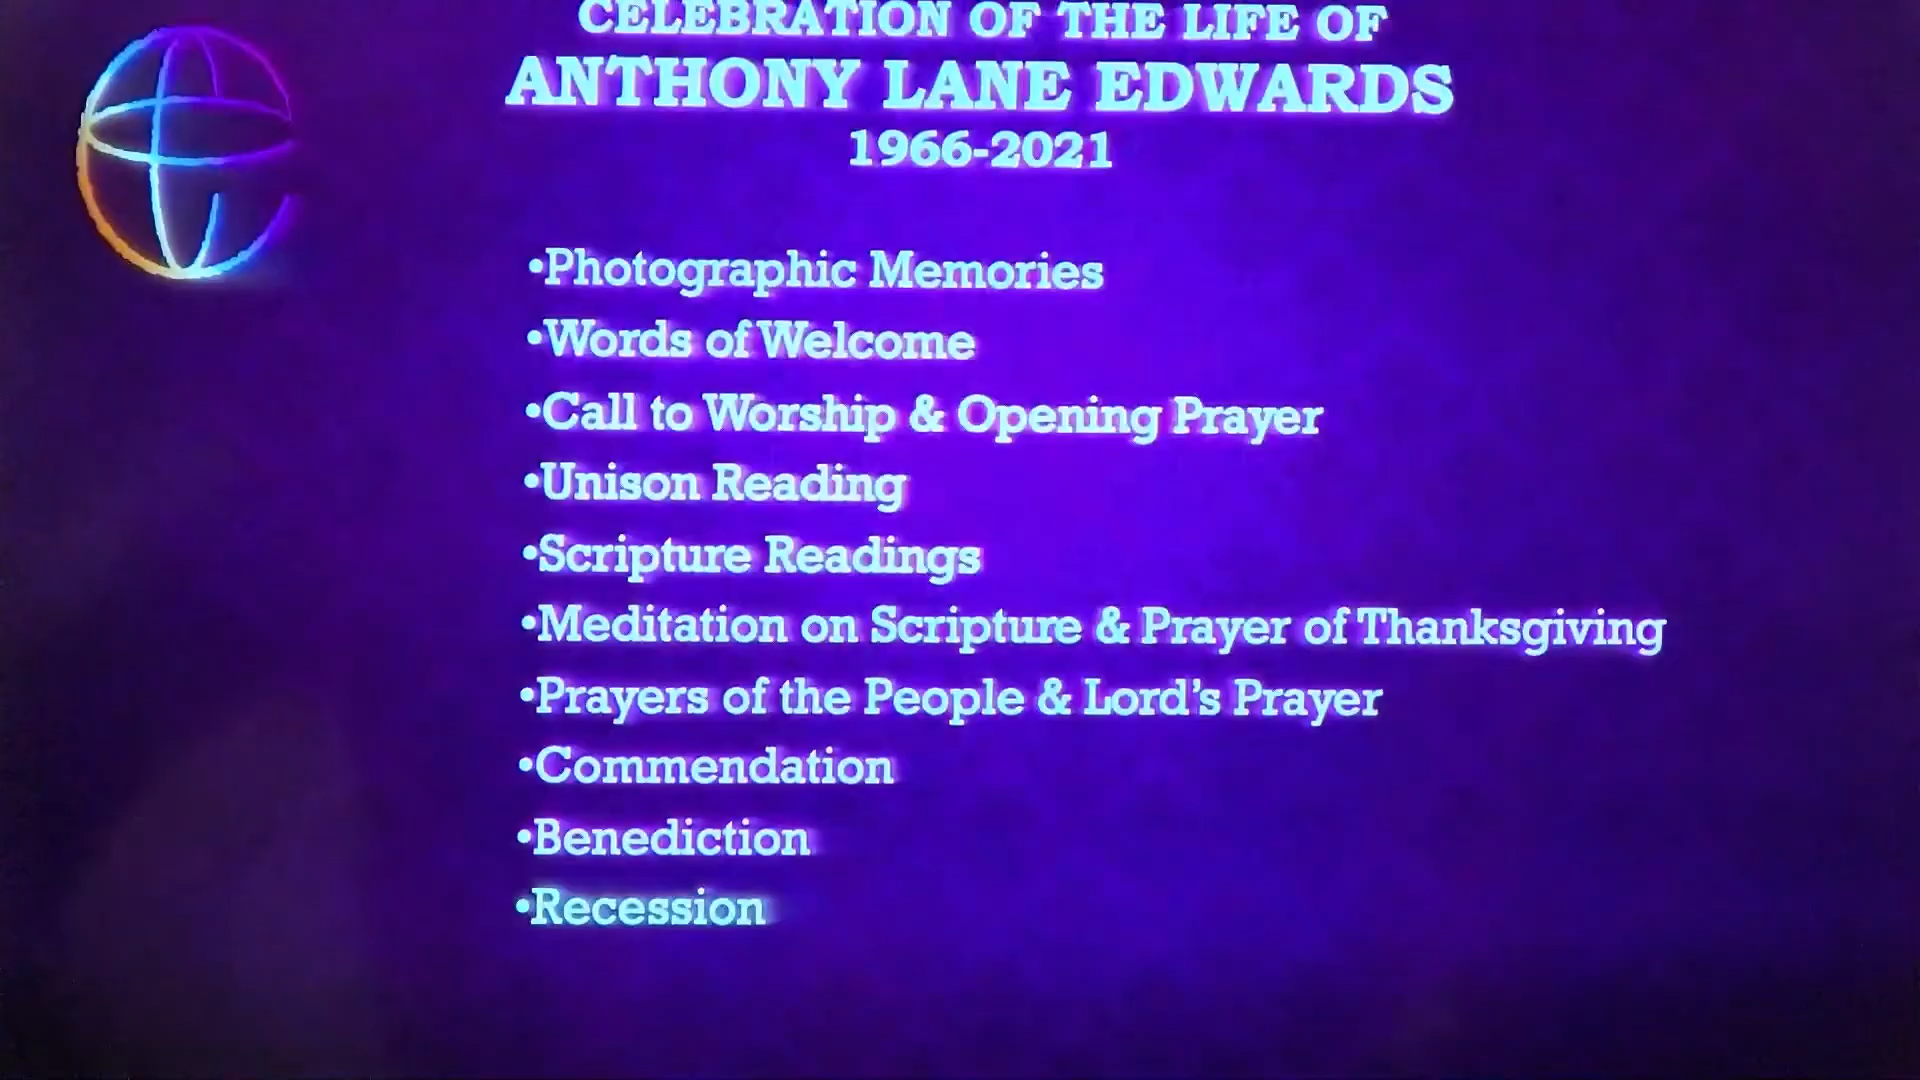 CELEBRATION OF THE LIFE OF
ANTHONY LANE EDWARDS
1966-2021
•Photographic Memories
•Words of Welcome
•Call to Worship & Opening Prayer
•Unison Reading
•Scripture Readings
•Meditation on Scripture & Prayer of Thanksgiving
•Prayers of the People & Lord’s Prayer
•Commendation
•Benediction
•Recession